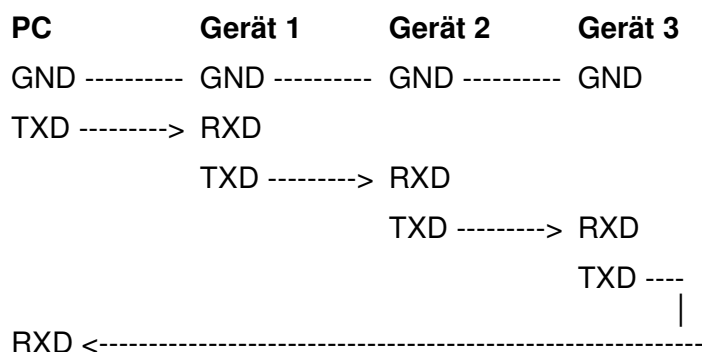 PC Gerät 1 Gerät 2 Gerät 3
GND ---------- GND ---------- GND ---------- GND
TXD ---------> RXD
TXD ---------> RXD
TXD ---------> RXD
TXD ----
|
RXD <-------------------------------------------------------------